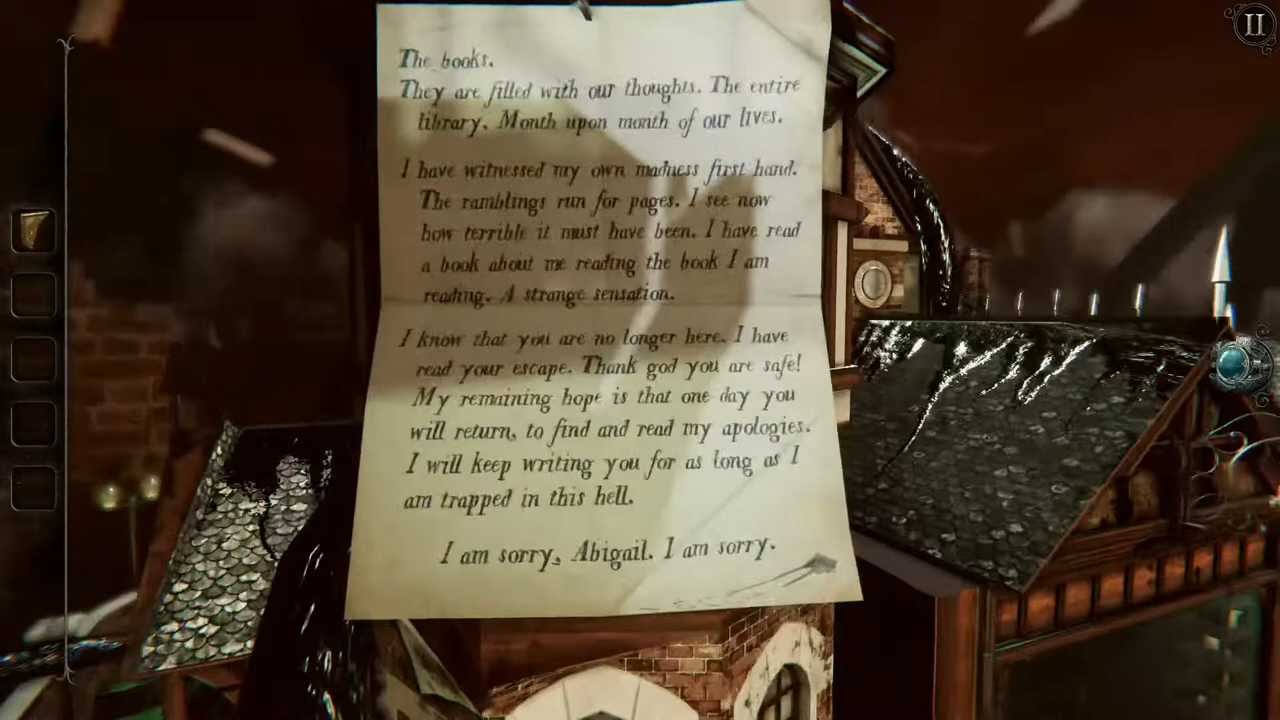 The books.
They are filled with our thoughts. The entire
library. Month upon month of our lives.
I have witnessed my own madness first hand.
The ramblings run for pages. I see now
how terrible it must have been. I have read
a book about me reading the book I am
reading. A strange sensation.
I know that you are no longer here. I have
read your escape. Thank god you are safe!
My remaining hope is that one day you
will return, to find and read my apologies.
I will keep writing you for as long as I
am trapped in this hell.
I am sorry, Abigail. I am sorry.
II